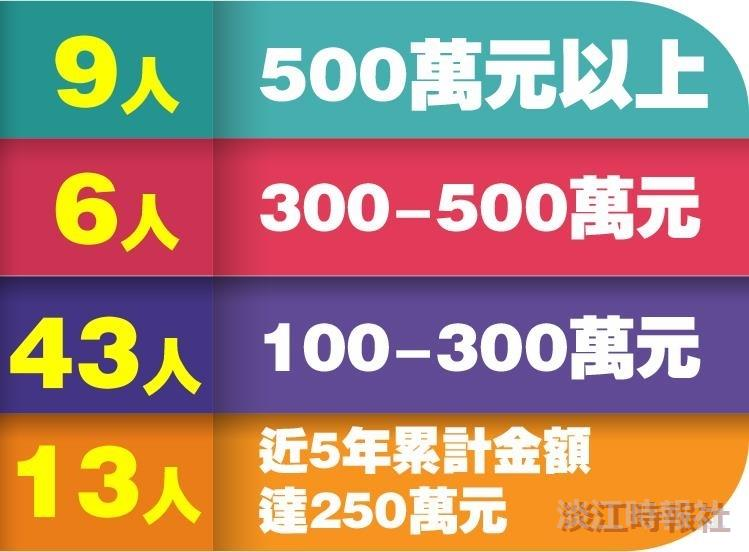 9人 500萬元以上
6人 300–500萬元
43人 100–300萬元
13人 近5年累計金額
達250萬元
淡江時報社